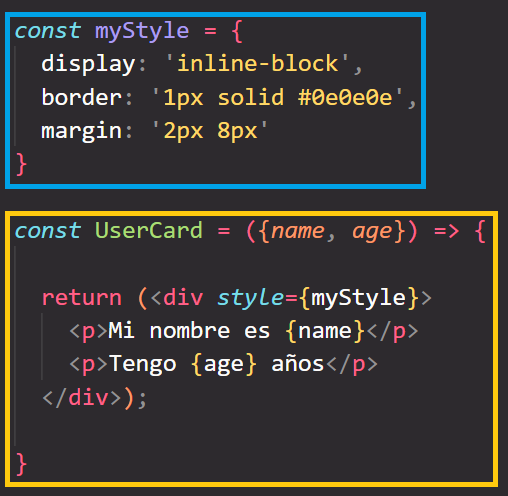 const myStyle = {
  display: 'inline-block',
  border: '1px solid #0e0e0e',
  margin: '2px 8px'
}
const UserCard = ({name, age}) => {
  return (<div style={myStyle}>
    <p>Mi nombre es {name}</p>
    <p>Tengo {age} años</p>
  </div>);
}